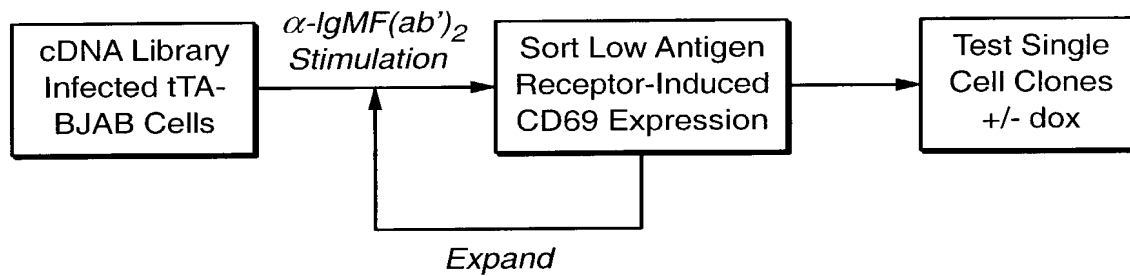 cDNA Library
Infected tTA-
BJAB Cells
α-IgMF(ab')2
Stimulation
Sort Low Antigen
Receptor-Induced
CD69 Expression
Test Single
Cell Clones
+/- dox
Expand